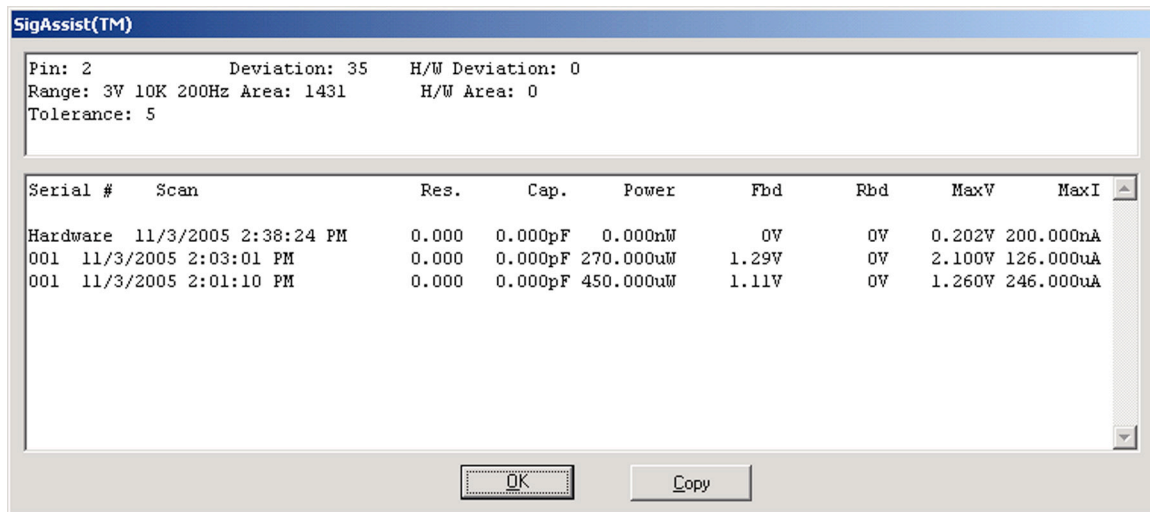 SigAssist(TM)
Pin: 2 Deviation: 35 H/W Deviation: 0
Range: 3V 10K 200Hz Area: 1431 H/W Area: 0
Tolerance: 5
Serial # Scan Res. Cap. Power Fbd Rbd MaxV MaxI
Hardware 11/3/2005 2:38:24 PM 0.000 0.000pF 0.000nW 0V 0V 0.202V 200.000nA
001 11/3/2005 2:03:01 PM 0.000 0.000pF 270.000uW 1.29V 0V 2.100V 126.000uA
001 11/3/2005 2:01:10 PM 0.000 0.000pF 450.000uW 1.11V 0V 1.260V 246.000uA
OK Copy